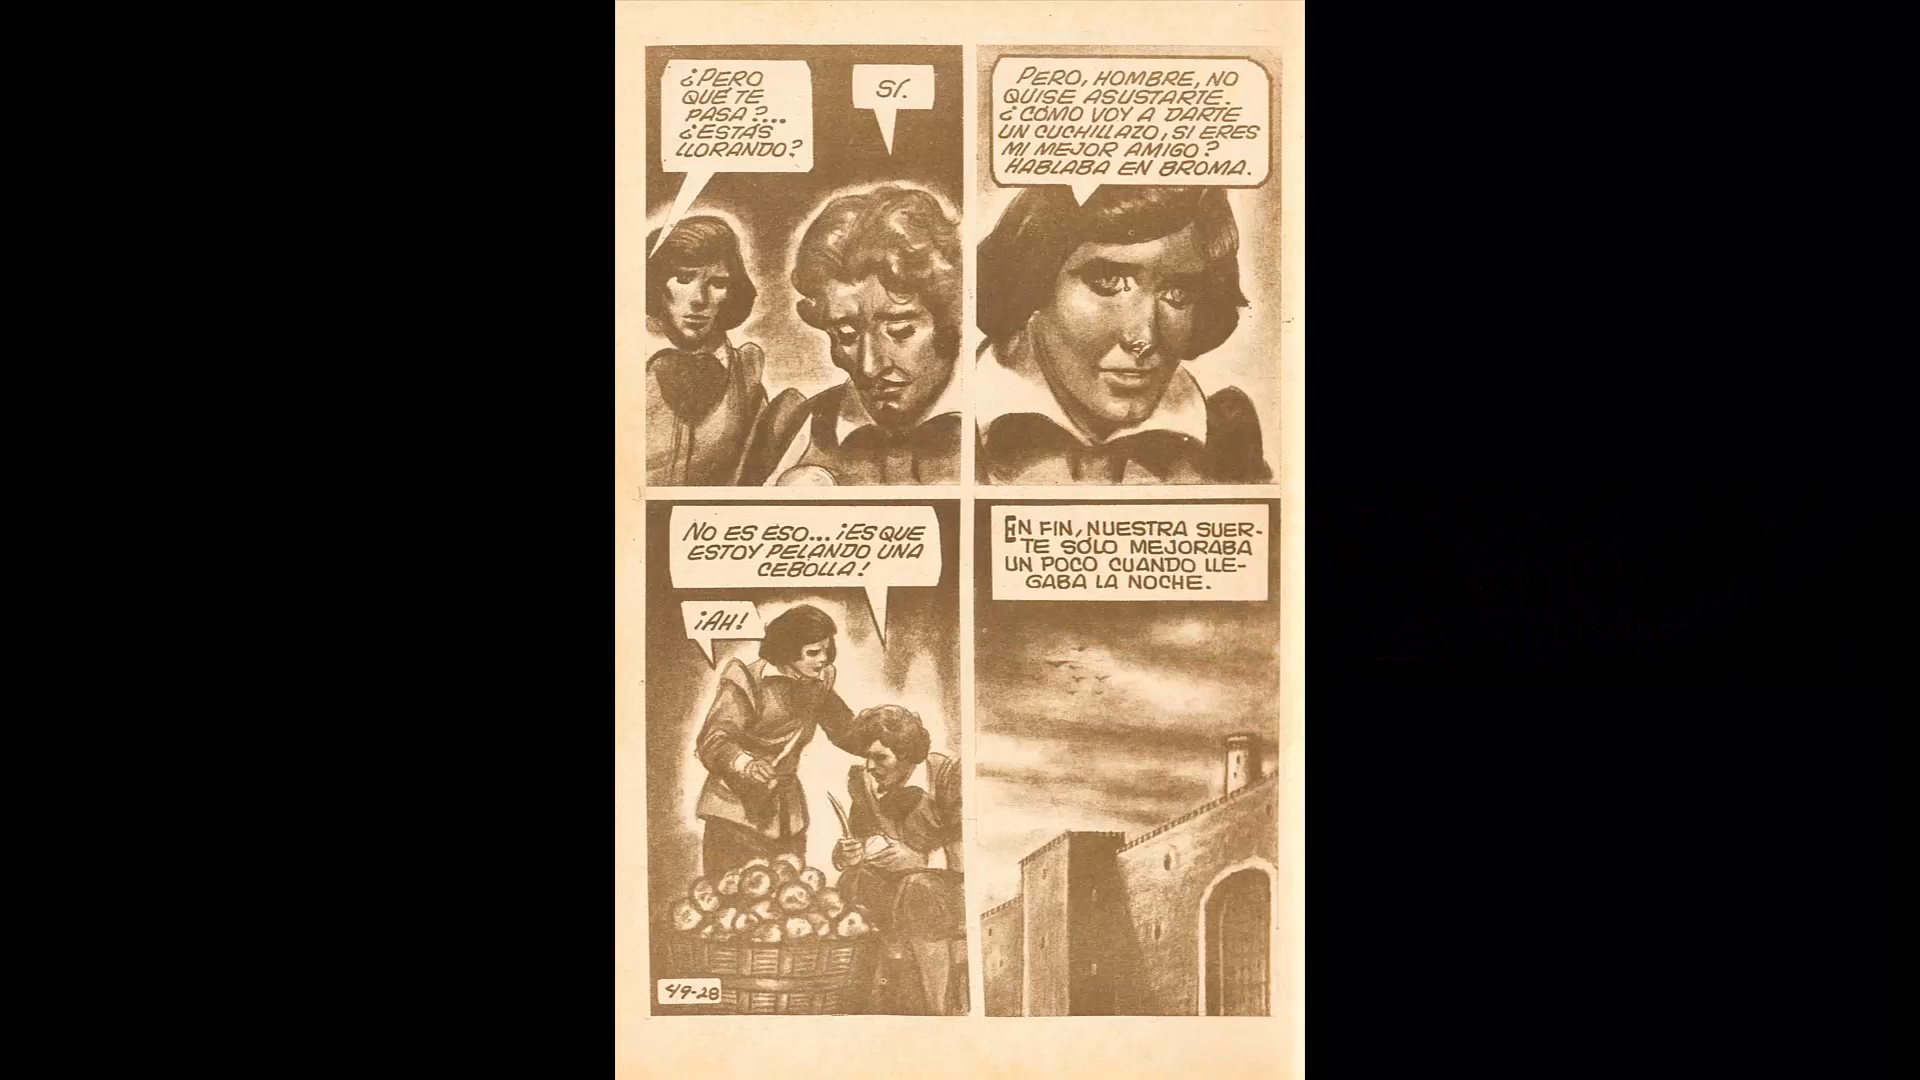 ¿PERO
QUÉ TE
PASA?...
¿ESTÁS
LLORANDO?
SÍ.
PERO, HOMBRE, NO
QUISE ASUSTARTE.
¿CÓMO VOY A DARTE
UN CUCHILLAZO, SI ERES
MI MEJOR AMIGO?
HABLABA EN BROMA.
NO ES ESO... ¡ES QUE
ESTOY PELANDO UNA
CEBOLLA!
¡AH!
EN FIN, NUESTRA SUER-
TE SÓLO MEJORABA
UN POCO CUANDO LLE-
GABA LA NOCHE.
49-28